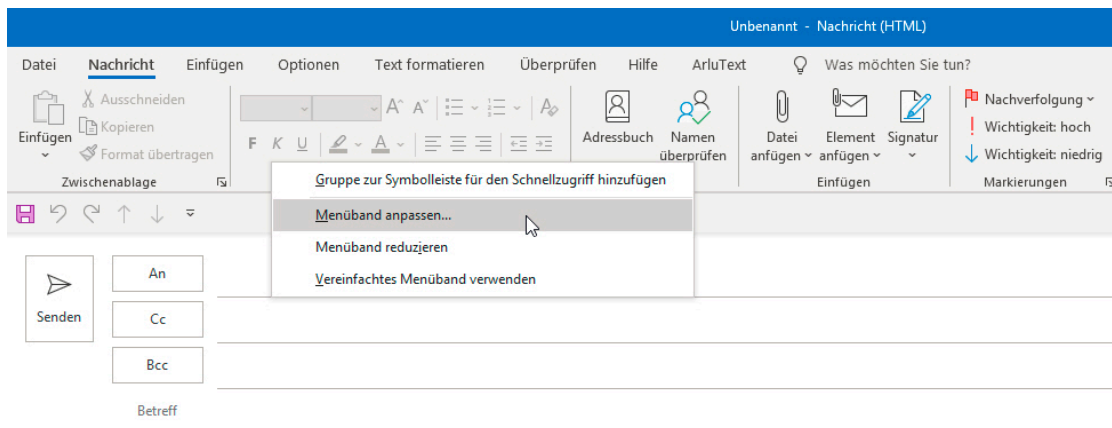 Unbenannt - Nachricht (HTML)
Datei Nachricht Einfügen Optionen Text formatieren Überprüfen Hilfe ArluText Was möchten Sie tun?
Einfügen
Ausschneiden
Kopieren
Format übertragen
Zwischenablage
F K U A
Adressbuch
Namen überprüfen
Datei anfügen
Element anfügen
Signatur
Einfügen
Nachverfolgung
Wichtigkeit: hoch
Wichtigkeit: niedrig
Markierungen
Gruppe zur Symbolleiste für den Schnellzugriff hinzufügen
Menüband anpassen...
Menüband reduzieren
Vereinfachtes Menüband verwenden
Senden
An
Cc
Bcc
Betreff